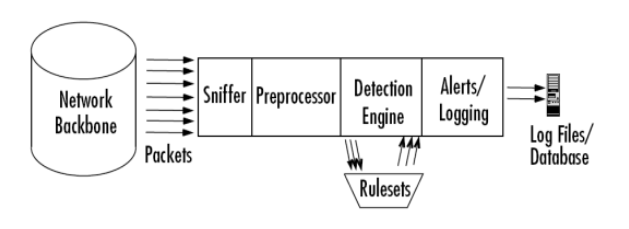 Network
Backbone
Packets
Sniffer
Preprocessor
Detection
Engine
Alerts/
Logging
Rulesets
Log Files/
Database